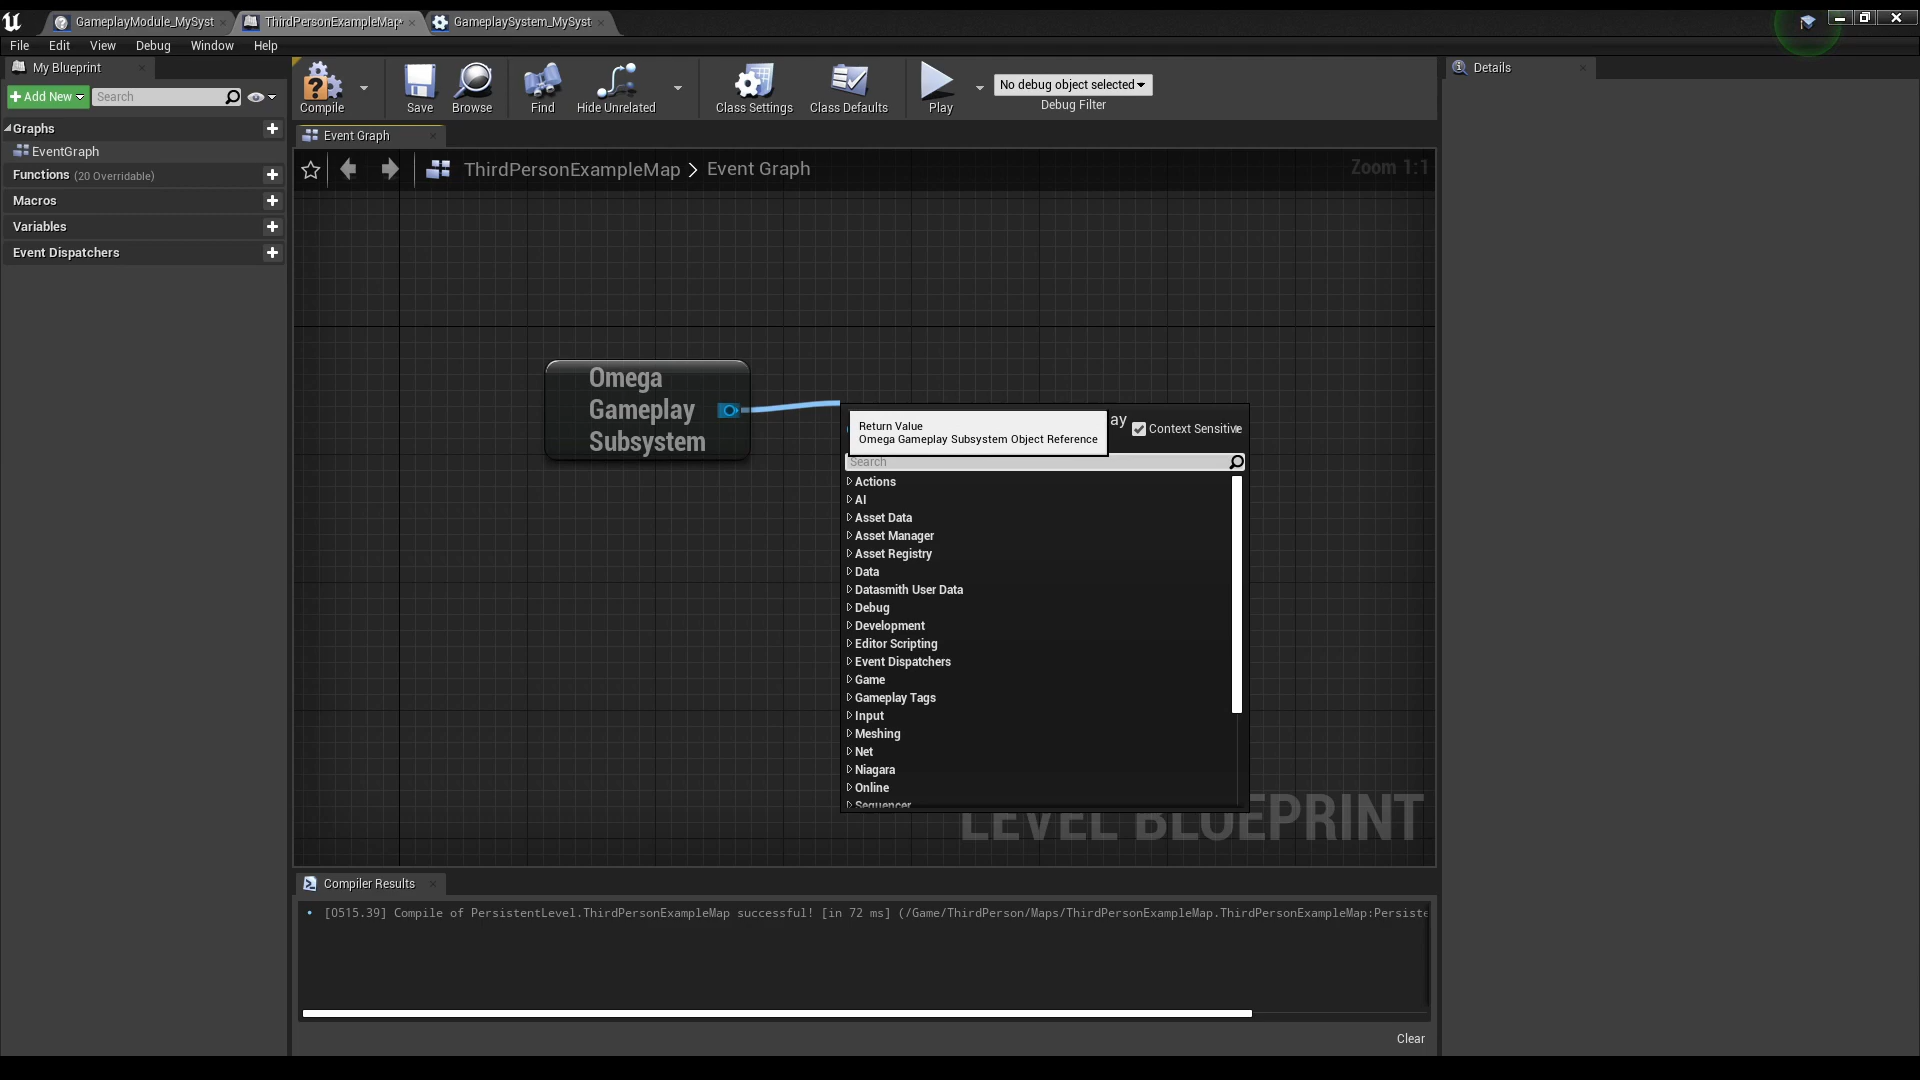 GameplayModule_MySyst
ThirdPersonExampleMap*
GameplaySystem_MySyst
File Edit View Debug Window Help
My Blueprint
Details
Add New
Search
Compile
Save
Browse
Find
Hide Unrelated
Class Settings
Class Defaults
Play
No debug object selected
Debug Filter
Graphs
EventGraph
Functions (20 Overridable)
Macros
Variables
Event Dispatchers
Event Graph
ThirdPersonExampleMap > Event Graph
Zoom 1:1
Omega
Gameplay
Subsystem
Return Value
Omega Gameplay Subsystem Object Reference
ay
Context Sensitive
Search
Actions
AI
Asset Data
Asset Manager
Asset Registry
Data
Datasmith User Data
Debug
Development
Editor Scripting
Event Dispatchers
Game
Gameplay Tags
Input
Meshing
Net
Niagara
Online
Sequencer
LEVEL BLUEPRINT
Compiler Results
[0515.39] Compile of PersistentLevel.ThirdPersonExampleMap successful! [in 72 ms] (/Game/ThirdPerson/Maps/ThirdPersonExampleMap.ThirdPersonExampleMap:Persiste
Clear